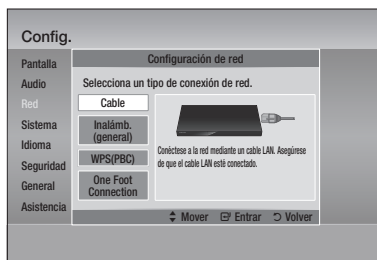 Config.
Pantalla
Audio
Red
Sistema
Idioma
Seguridad
General
Asistencia
Configuración de red
Selecciona un tipo de conexión de red.
Cable
Inalámb.
(general)
WPS(PBC)
One Foot
Connection
Conéctese a la red mediante un cable LAN. Asegúrese
de que el cable LAN esté conectado.
Mover Entrar Volver